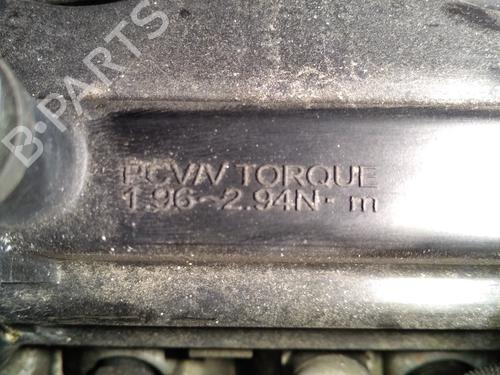 B-PARTS
PCV/V TORQUE
1.96~2.94N·m